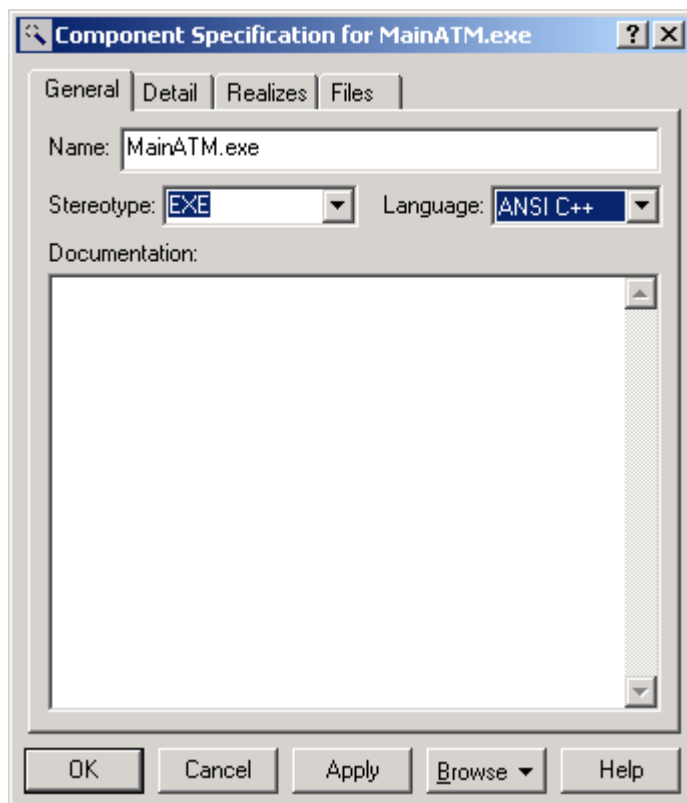 Component Specification for MainATM.exe
General Detail Realizes Files
Name: MainATM.exe
Stereotype: EXE Language: ANSI C++
Documentation:
OK Cancel Apply Browse Help